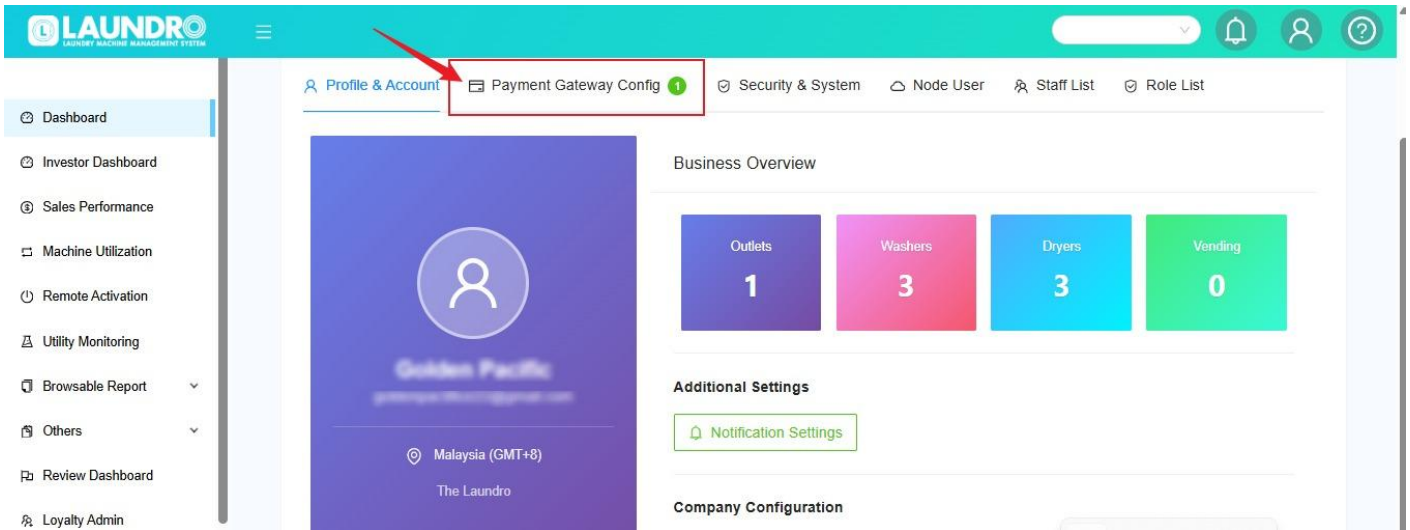 LAUNDRO
LAUNDRY MACHINE MANAGEMENT SYSTEM
Profile & Account
Payment Gateway Config 1
Security & System
Node User
Staff List
Role List
Dashboard
Investor Dashboard
Sales Performance
Machine Utilization
Remote Activation
Utility Monitoring
Browsable Report
Others
Review Dashboard
Loyalty Admin
Malaysia (GMT+8)
The Laundro
Business Overview
Outlets
1
Washers
3
Dryers
3
Vending
0
Additional Settings
Notification Settings
Company Configuration